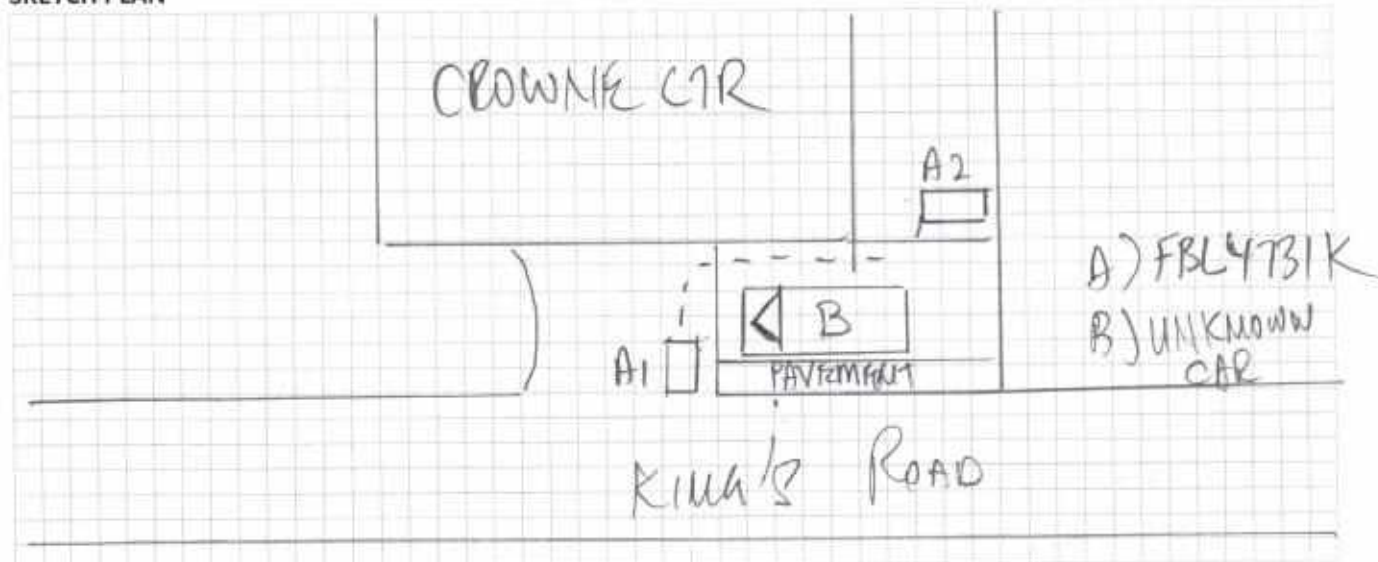 SKETCH PLAN
CROWNE CTR
A2
A) FBL4731K
B
B) UNKNOWN
CAR
A1
PAVEMENT
KING'S ROAD